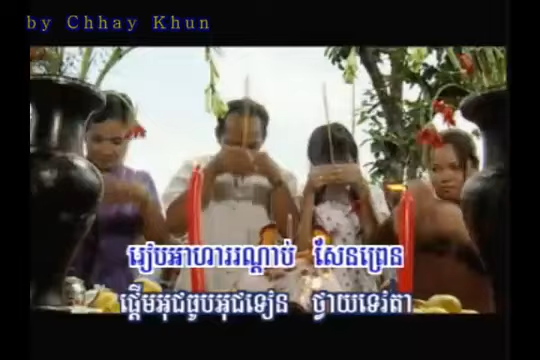 by Chhay Khun
រៀបអាហាររណ្ដាប់ សែនព្រេន
ផ្ដើមអុជធូបអុជទៀន ថ្វាយទេវតា